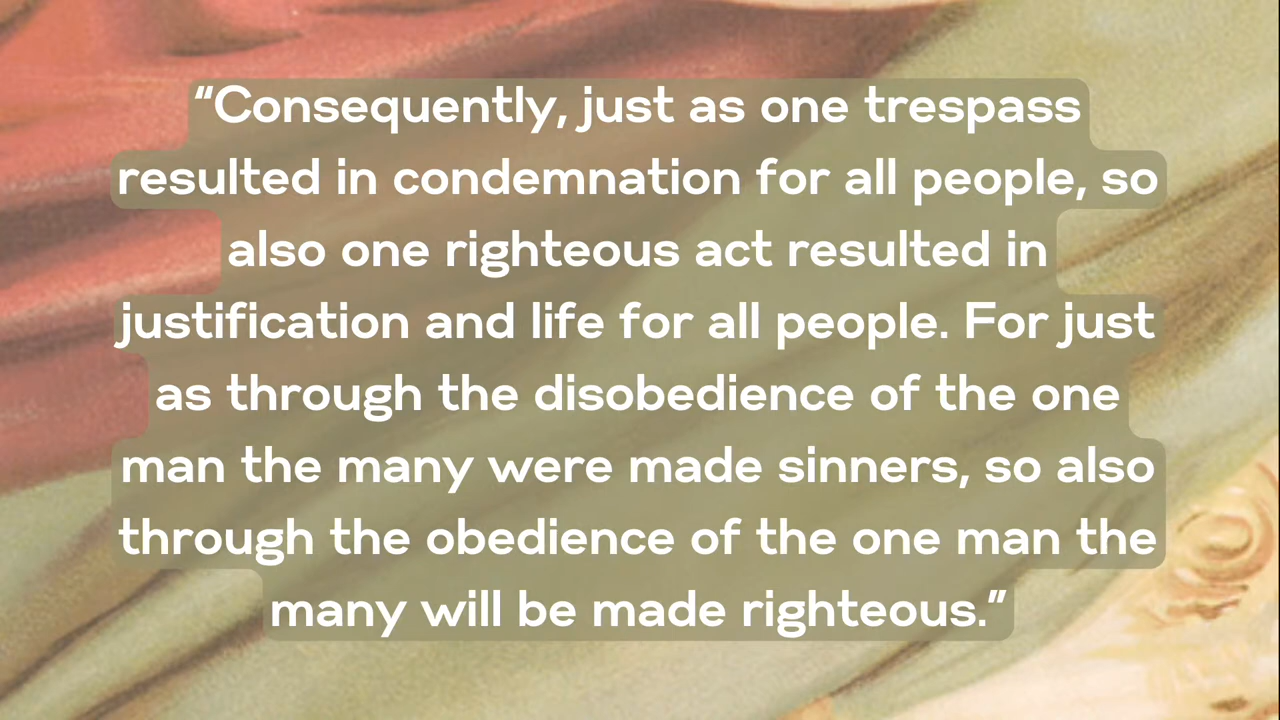 “Consequently, just as one trespass
resulted in condemnation for all people, so
also one righteous act resulted in
justification and life for all people. For just
as through the disobedience of the one
man the many were made sinners, so also
through the obedience of the one man the
many will be made righteous.”